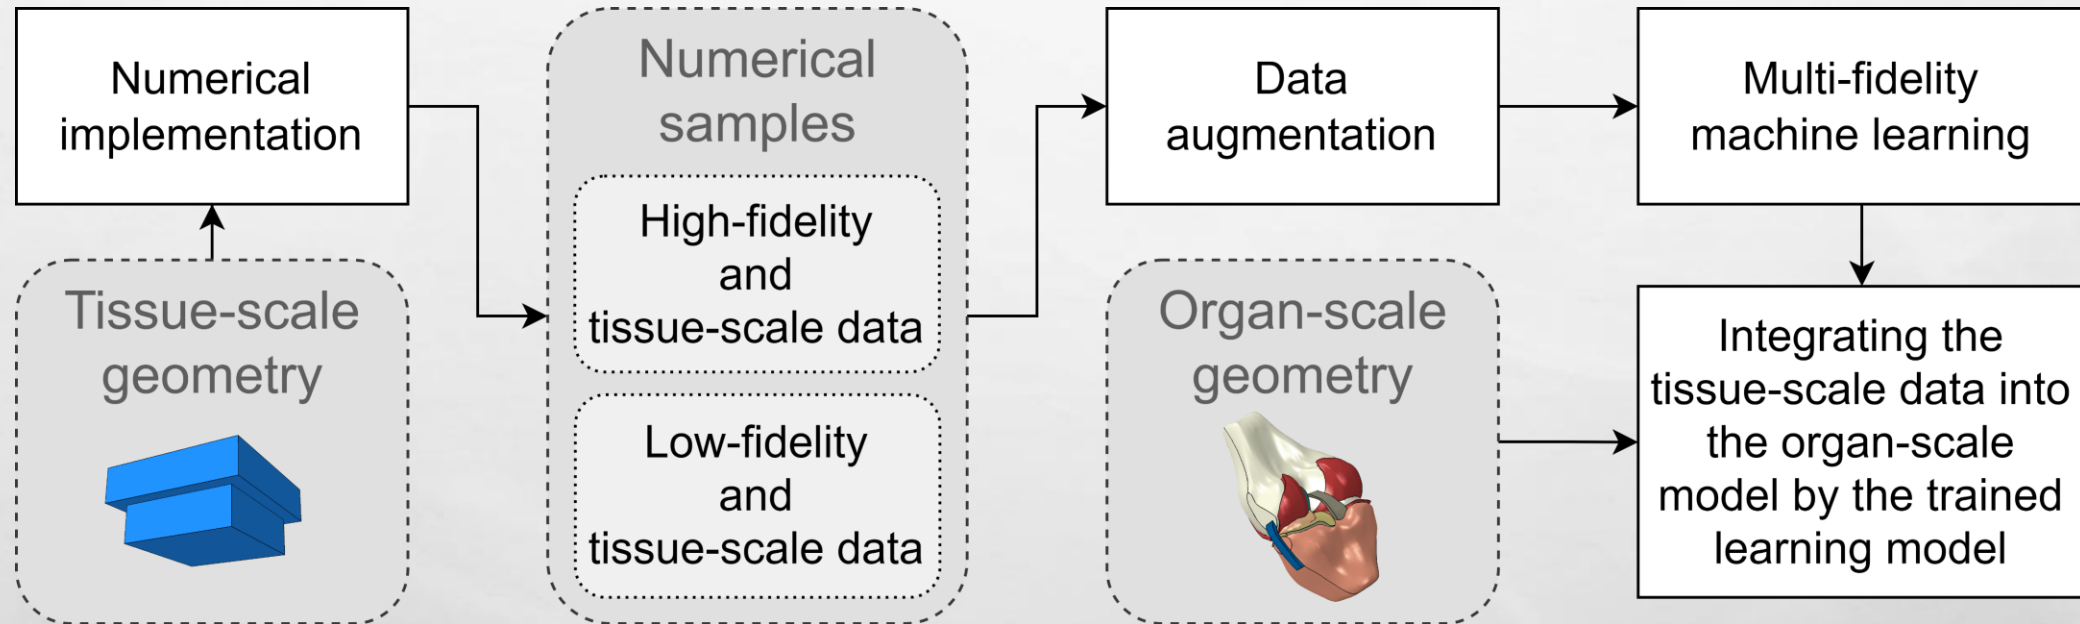 Numerical
implementation
Tissue-scale
geometry
Numerical
samples
High-fidelity
and
tissue-scale data
Low-fidelity
and
tissue-scale data
Data
augmentation
Organ-scale
geometry
Multi-fidelity
machine learning
Integrating the
tissue-scale data into
the organ-scale
model by the trained
learning model